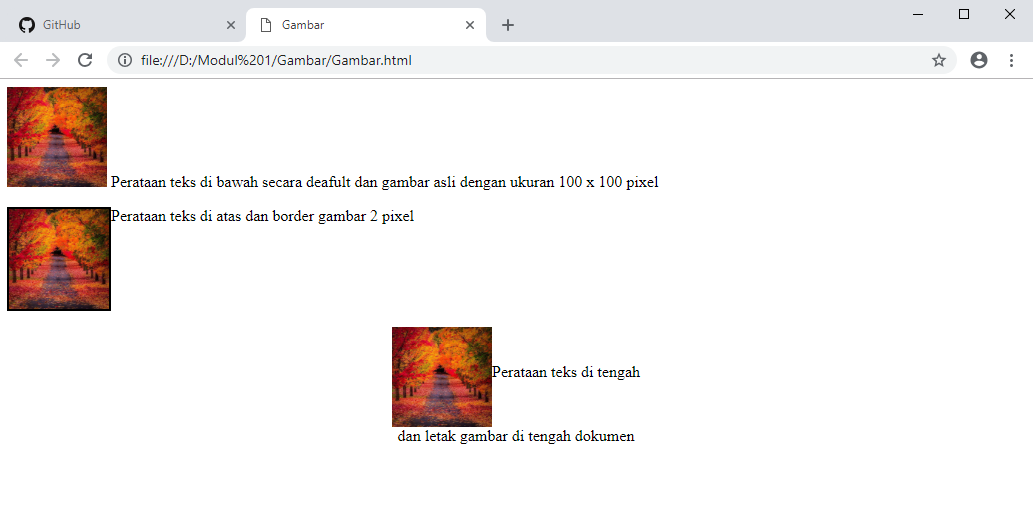 GitHub
Gambar
file:///D:/Modul%201/Gambar/Gambar.html
Perataan teks di bawah secara deafult dan gambar asli dengan ukuran 100 x 100 pixel
Perataan teks di atas dan border gambar 2 pixel
Perataan teks di tengah
dan letak gambar di tengah dokumen